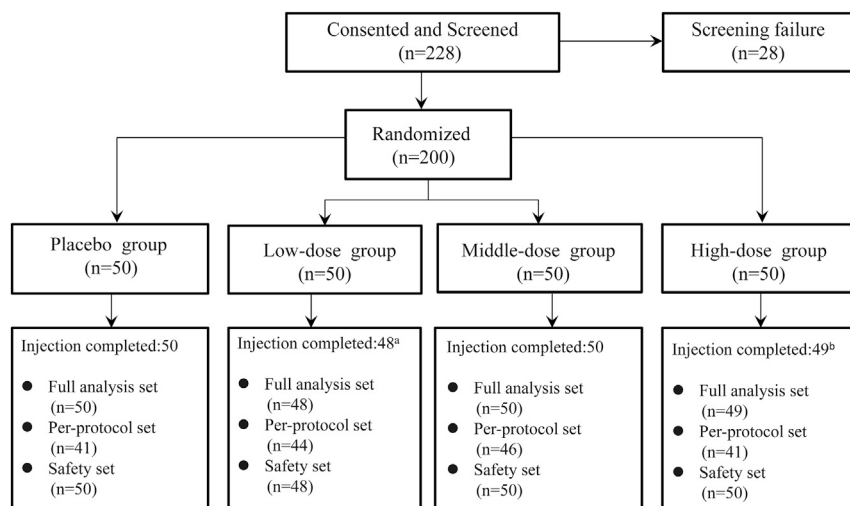 Consented and Screened
(n=228)
Screening failure
(n=28)
Randomized
(n=200)
Placebo group
(n=50)
Low-dose group
(n=50)
Middle-dose group
(n=50)
High-dose group
(n=50)
Injection completed:50
● Full analysis set
(n=50)
● Per-protocol set
(n=41)
● Safety set
(n=50)
Injection completed:48ᵃ
● Full analysis set
(n=48)
● Per-protocol set
(n=44)
● Safety set
(n=48)
Injection completed:50
● Full analysis set
(n=50)
● Per-protocol set
(n=46)
● Safety set
(n=50)
Injection completed:49ᵇ
● Full analysis set
(n=49)
● Per-protocol set
(n=41)
● Safety set
(n=50)